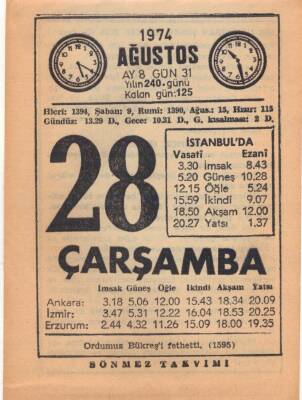 1974
AĞUSTOS
AY 8 GÜN 31
Yılın 240. günü
Kalan gün: 125
Hicri: 1394, Şaban: 9, Rumî: 1390, Ağus.: 15, Hızır: 115
Gündüz: 13.29 D., Gece: 10.31 D., G. kısalması: 2 D.
28
İSTANBUL'DA
Vasatî Ezanî
3.30 İmsak 8.43
5.20 Güneş 10.28
12.15 Öğle 5.24
15.59 İkindi 9.07
18.50 Akşam 12.00
20.27 Yatsı 1.37
ÇARŞAMBA
İmsak Güneş Öğle İkindi Akşam Yatsı
Ankara: 3.18 5.06 12.00 15.43 18.34 20.09
İzmir: 3.47 5.31 12.22 16.04 18.53 20.25
Erzurum: 2.44 4.32 11.26 15.09 18.00 19.35
Ordumuz Bükreş'i fethetti, (1595)
SÖNMEZ TAKVİMİ